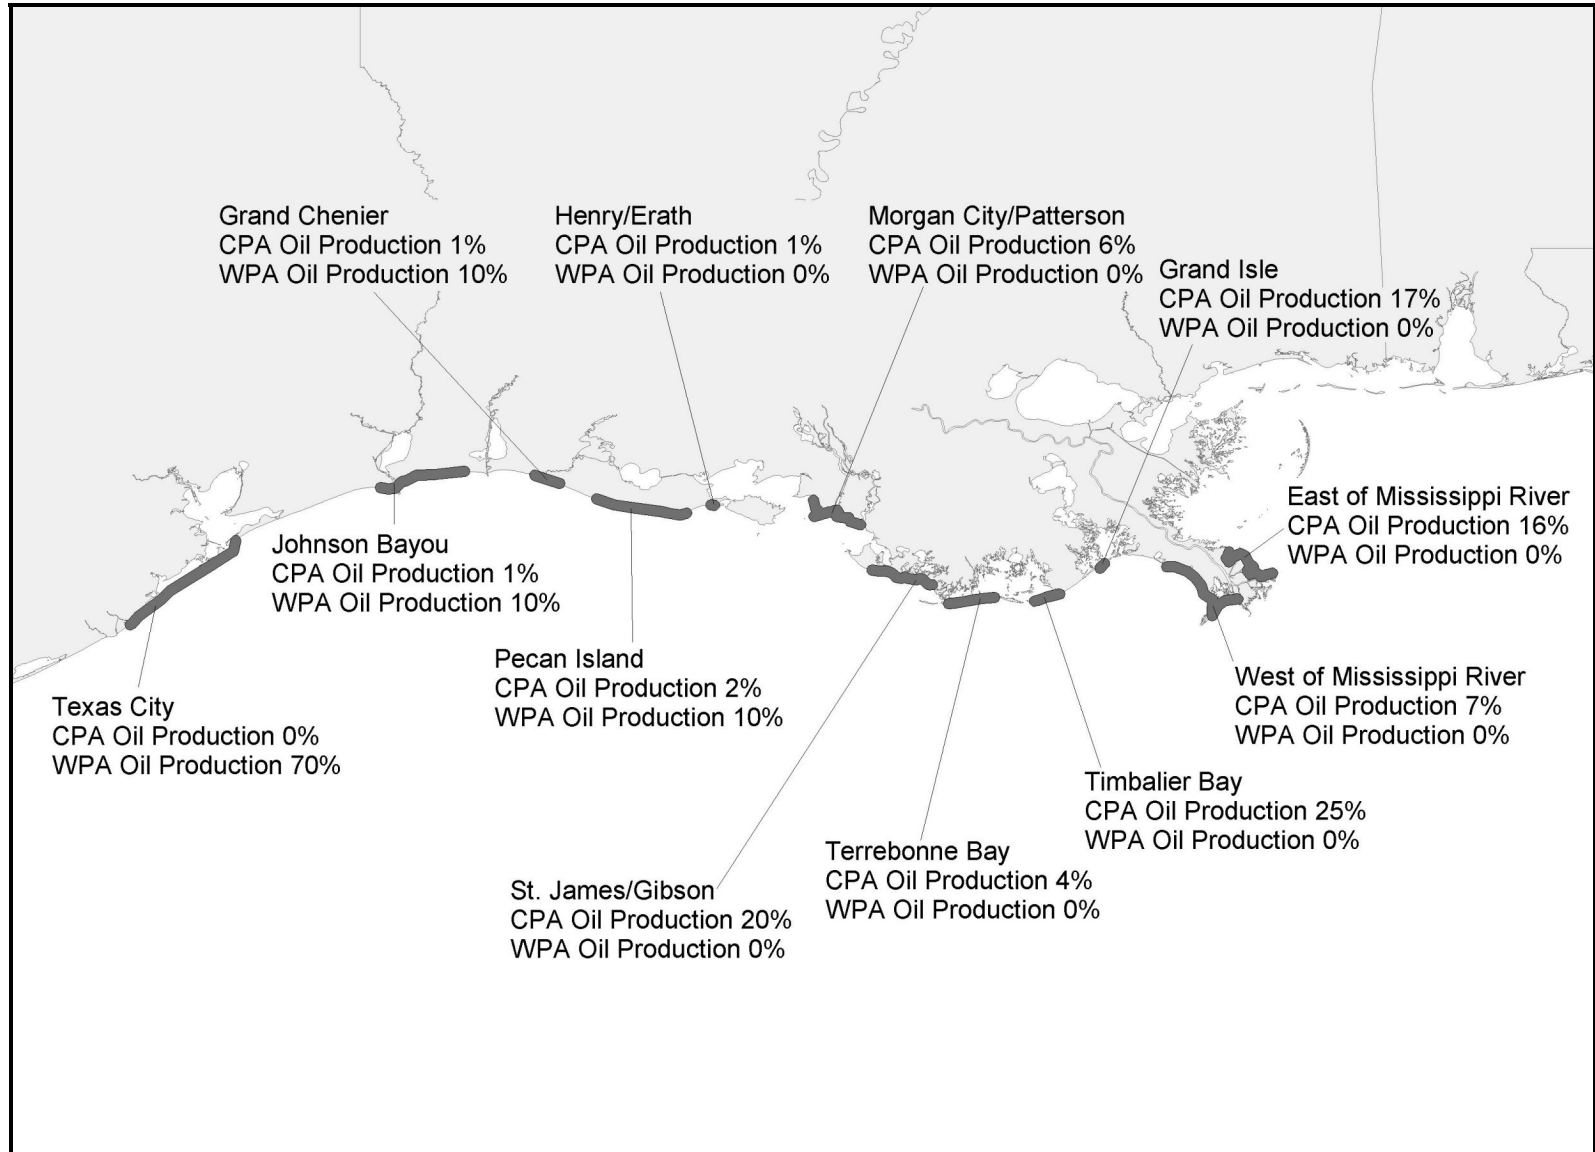 Grand Chenier
CPA Oil Production 1%
WPA Oil Production 10%
Henry/Erath
CPA Oil Production 1%
WPA Oil Production 0%
Morgan City/Patterson
CPA Oil Production 6%
WPA Oil Production 0%
Grand Isle
CPA Oil Production 17%
WPA Oil Production 0%
East of Mississippi River
CPA Oil Production 16%
WPA Oil Production 0%
Johnson Bayou
CPA Oil Production 1%
WPA Oil Production 10%
Pecan Island
CPA Oil Production 2%
WPA Oil Production 10%
West of Mississippi River
CPA Oil Production 7%
WPA Oil Production 0%
Texas City
CPA Oil Production 0%
WPA Oil Production 70%
Timbalier Bay
CPA Oil Production 25%
WPA Oil Production 0%
Terrebonne Bay
CPA Oil Production 4%
WPA Oil Production 0%
St. James/Gibson
CPA Oil Production 20%
WPA Oil Production 0%